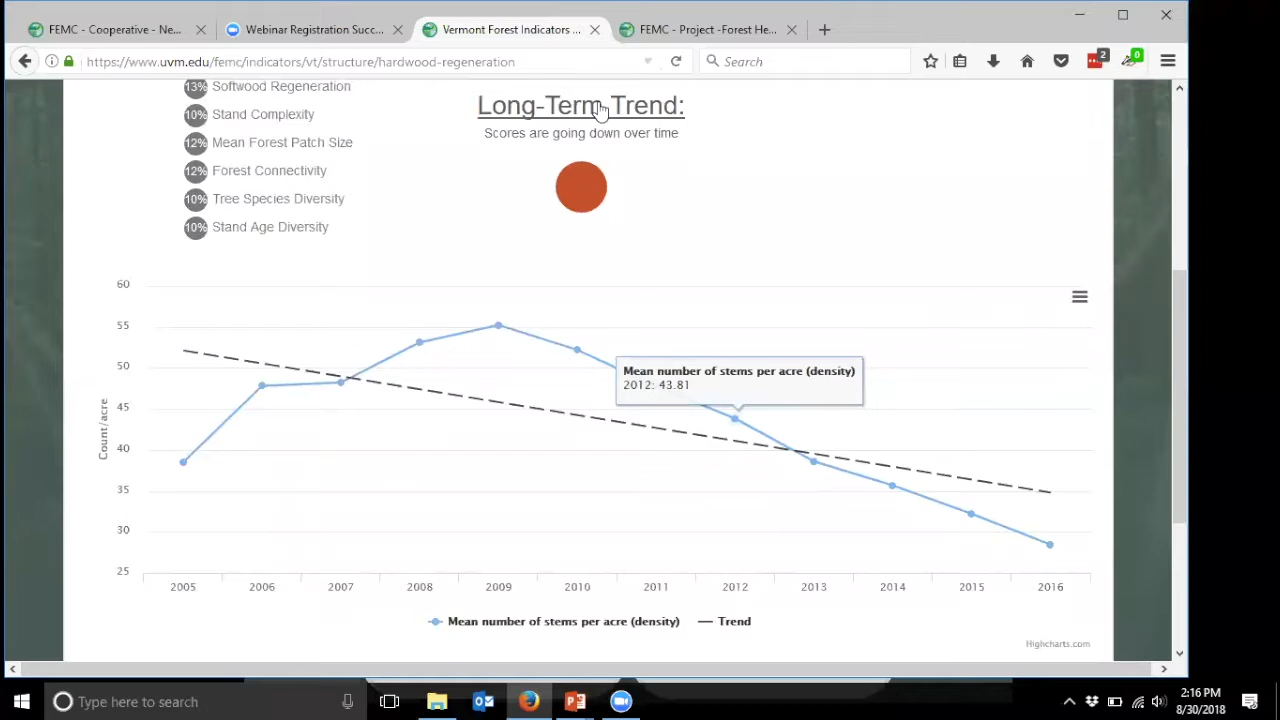 FEMC - Cooperative - Ne...
Webinar Registration Succ...
Vermont Forest Indicators ...
FEMC - Project -Forest He...
https://www.uvm.edu/femc/indicators/vt/structure/hardwood-regeneration
Search
2
0
13% Softwood Regeneration
10% Stand Complexity
12% Mean Forest Patch Size
12% Forest Connectivity
10% Tree Species Diversity
10% Stand Age Diversity
Long-Term Trend:
Scores are going down over time
60
55
50
45
40
35
30
25
Count/acre
Mean number of stems per acre (density)
2012: 43.81
2005 2006 2007 2008 2009 2010 2011 2012 2013 2014 2015 2016
Mean number of stems per acre (density) Trend
Highcharts.com
Type here to search
2:16 PM
8/30/2018